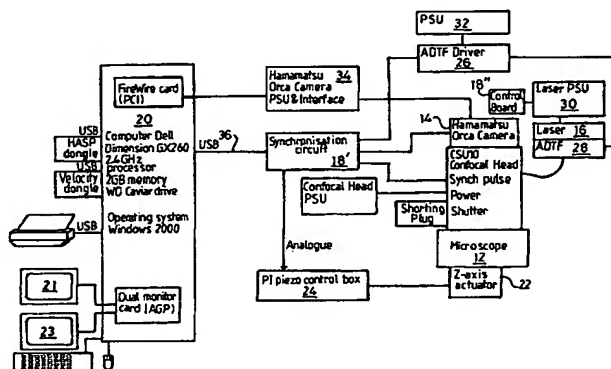 PSU
32
ADTF Driver
26
18"
Control
Board
Laser PSU
30
Laser 16
ADTF 28
FireWire card
(PCI)
Hamamatsu
Orca Camera
PSU & Interface
34
14
Hamamatsu
Orca Camera
20
USB
HASP
dongle
USB
Velocity
dongle
Computer Dell
Dimension GX260
2.4GHz
processor
2GB memory
WD Caviar drive
USB
36
Synchronisation
circuit
18'
CSU10
Confocal Head
Synch pulse
Power
Shutter
Confocal Head
PSU
Shorting
Plug
USB
Operating system
Windows 2000
Analogue
Microscope
12
21
23
Dual monitor
card (AGP)
PI piezo control box
24
Z-axis
actuator
22